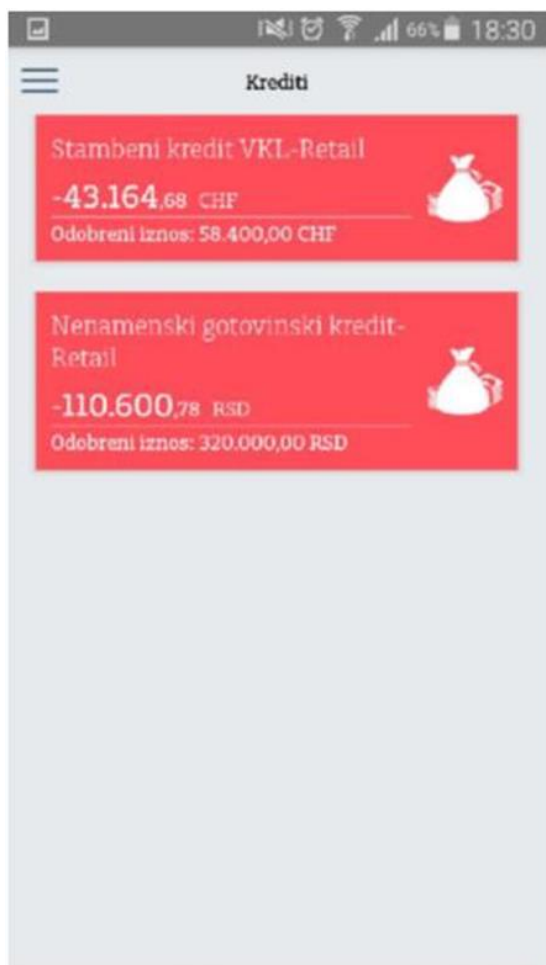 66% 18:30
Krediti
Stambeni kredit VKL-Retail
-43.164,68 CHF
Odobreni iznos: 58.400,00 CHF
Nenamenski gotovinski kredit-
Retail
-110.600,78 RSD
Odobreni iznos: 320.000,00 RSD